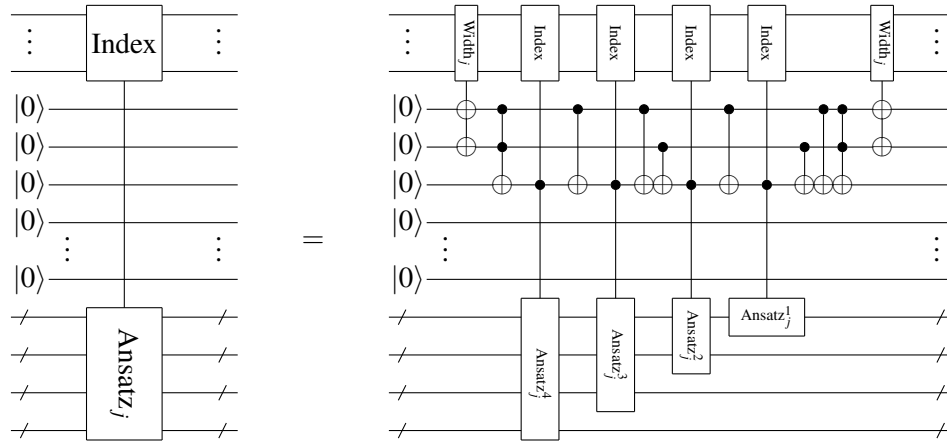 Index
|0⟩
|0⟩
|0⟩
|0⟩
|0⟩
Ansatz_j
=
Width_j Index Index Index Index Width_j
|0⟩
|0⟩
|0⟩
|0⟩
|0⟩
Ansatz_j^4 Ansatz_j^3 Ansatz_j^2 Ansatz_j^1